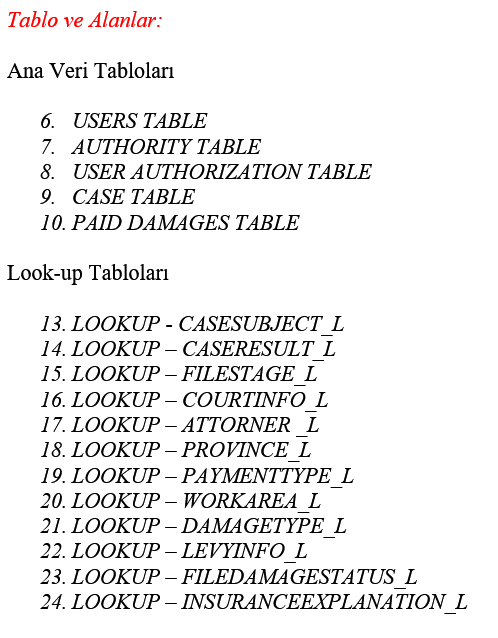 Tablo ve Alanlar:
Ana Veri Tabloları
6. USERS TABLE
7. AUTHORITY TABLE
8. USER AUTHORIZATION TABLE
9. CASE TABLE
10. PAID DAMAGES TABLE
Look-up Tabloları
13. LOOKUP - CASESUBJECT_L
14. LOOKUP – CASERESULT_L
15. LOOKUP – FILESTAGE_L
16. LOOKUP – COURTINFO_L
17. LOOKUP – ATTORNER _L
18. LOOKUP – PROVINCE_L
19. LOOKUP – PAYMENTTYPE_L
20. LOOKUP – WORKAREA_L
21. LOOKUP – DAMAGETYPE_L
22. LOOKUP – LEVYINFO_L
23. LOOKUP – FILEDAMAGESTATUS_L
24. LOOKUP – INSURANCEEXPLANATION_L